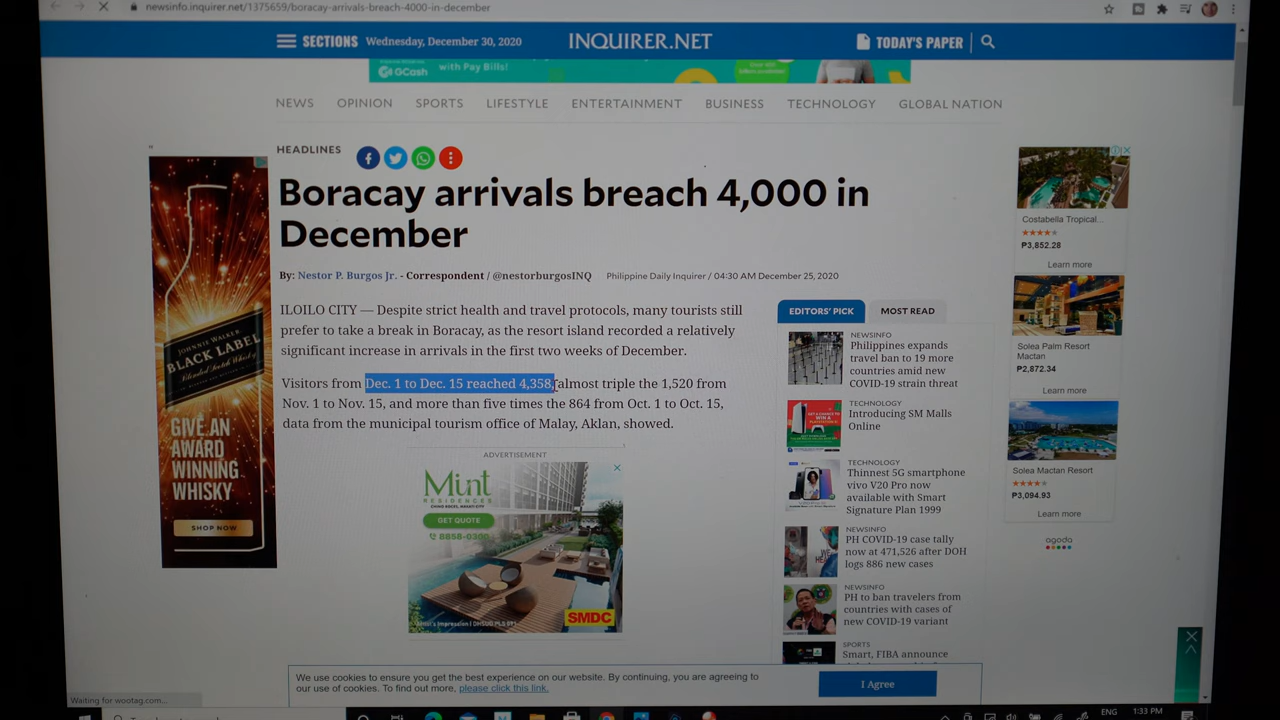 newsinfo.inquirer.net/1375659/boracay-arrivals-breach-4000-in-december
SECTIONS Wednesday, December 30, 2020 INQUIRER.NET TODAY'S PAPER
GCash with Pay Bills!
NEWS OPINION SPORTS LIFESTYLE ENTERTAINMENT BUSINESS TECHNOLOGY GLOBAL NATION
HEADLINES
Boracay arrivals breach 4,000 in
December
By: Nestor P. Burgos Jr. - Correspondent / @nestorburgosINQ Philippine Daily Inquirer / 04:30 AM December 25, 2020
ILOILO CITY — Despite strict health and travel protocols, many tourists still
prefer to take a break in Boracay, as the resort island recorded a relatively
significant increase in arrivals in the first two weeks of December.
Visitors from Dec. 1 to Dec. 15 reached 4,358, almost triple the 1,520 from
Nov. 1 to Nov. 15, and more than five times the 864 from Oct. 1 to Oct. 15,
data from the municipal tourism office of Malay, Aklan, showed.
ADVERTISEMENT
Mint
RESIDENCES
GET QUOTE
SMDC
JOHNNIE WALKER
BLACK LABEL
Blended Scotch Whisky
GIVE AN
AWARD
WINNING
WHISKY
SHOP NOW
EDITORS' PICK MOST READ
NEWSINFO
Philippines expands
travel ban to 19 more
countries amid new
COVID-19 strain threat
TECHNOLOGY
Introducing SM Malls
Online
TECHNOLOGY
Thinnest 5G smartphone
vivo V20 Pro now
available with Smart
Signature Plan 1999
NEWSINFO
PH COVID-19 case tally
now at 471,526 after DOH
logs 886 new cases
NEWSINFO
PH to ban travelers from
countries with cases of
new COVID-19 variant
SPORTS
Smart, FIBA announce
Costabella Tropical...
₱3,852.28
Learn more
Solea Palm Resort
Mactan
₱2,872.34
Learn more
Solea Mactan Resort
₱3,094.93
Learn more
agoda
We use cookies to ensure you get the best experience on our website. By continuing, you are agreeing to
our use of cookies. To find out more, please click this link.
I Agree
Waiting for wootag.com...
ENG 1:33 PM